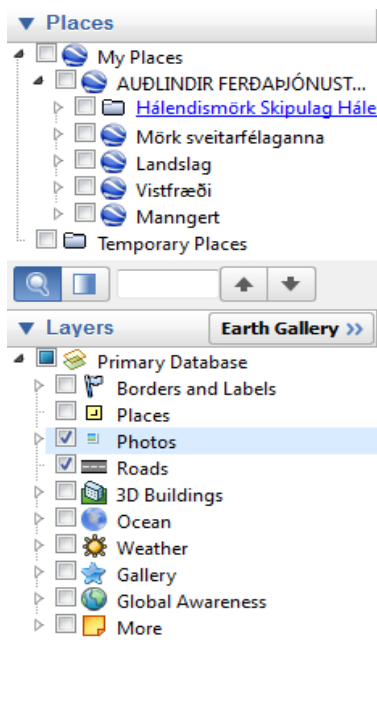 Places
My Places
AUÐLINDIR FERÐAÞJÓNUST...
Hálendismörk Skipulag Hále
Mörk sveitarfélaganna
Landslag
Vistfræði
Manngert
Temporary Places
Layers
Earth Gallery >>
Primary Database
Borders and Labels
Places
Photos
Roads
3D Buildings
Ocean
Weather
Gallery
Global Awareness
More